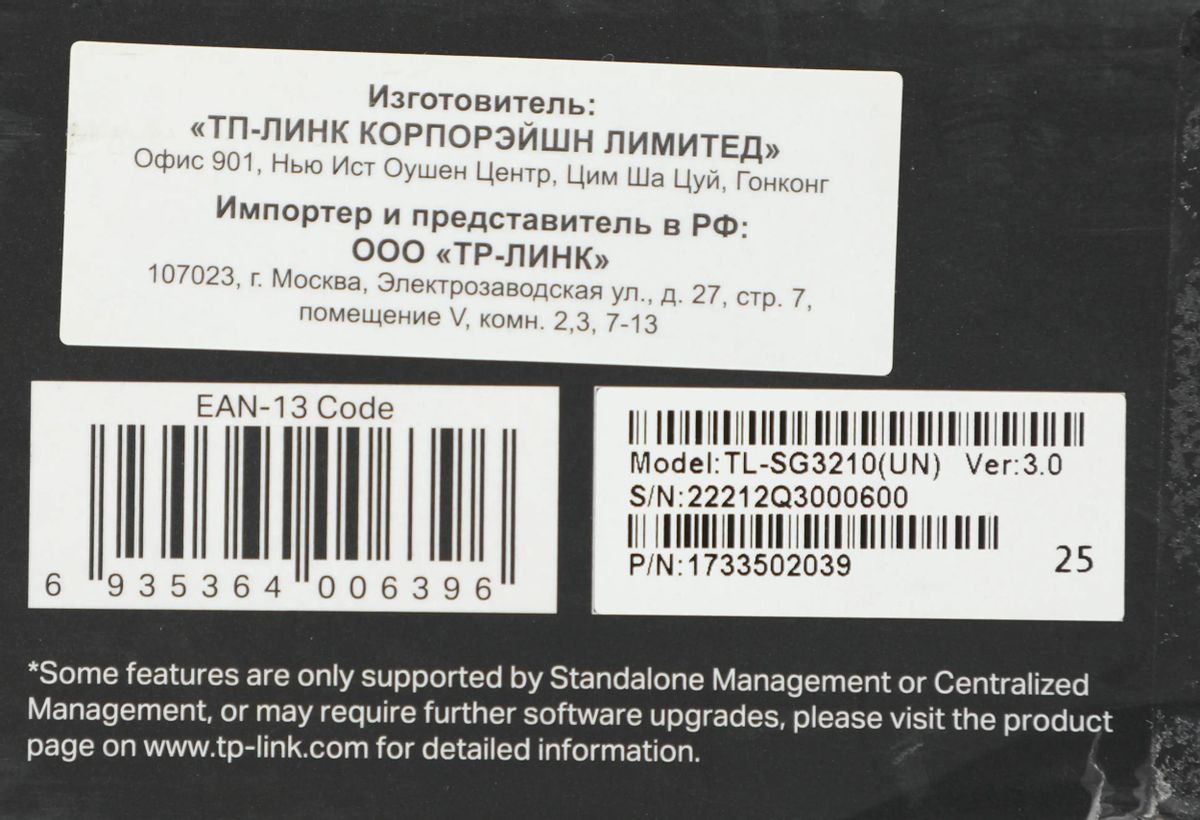 Изготовитель:
«ТП-ЛИНК КОРПОРЭЙШН ЛИМИТЕД»
Офис 901, Нью Ист Оушен Центр, Цим Ша Цуй, Гонконг
Импортер и представитель в РФ:
ООО «ТР-ЛИНК»
107023, г. Москва, Электрозаводская ул., д. 27, стр. 7,
помещение V, комн. 2,3, 7-13
EAN-13 Code
6 935364 006396
Model:TL-SG3210(UN) Ver:3.0
S/N:22212Q3000600
P/N:1733502039
25
*Some features are only supported by Standalone Management or Centralized
Management, or may require further software upgrades, please visit the product
page on www.tp-link.com for detailed information.